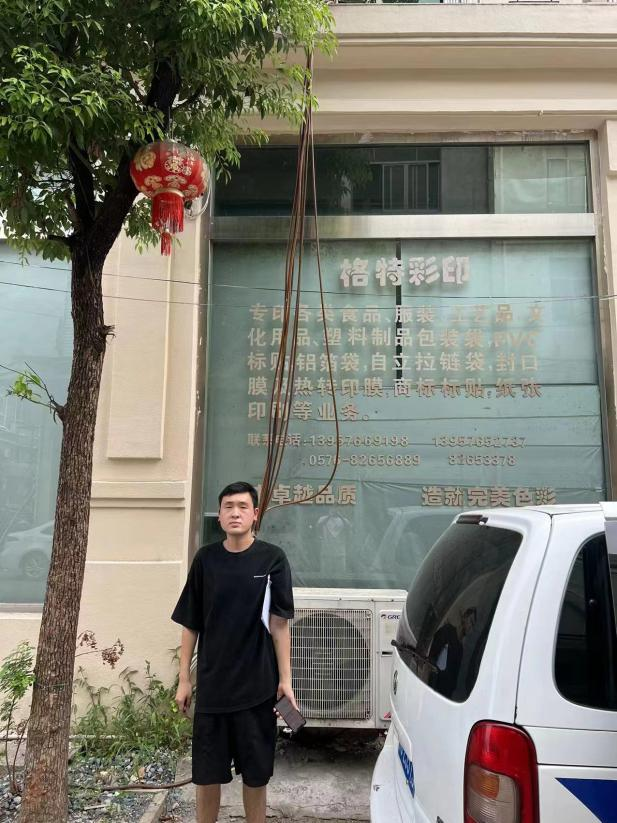 格特彩印
专印各类食品、服装、工艺品、文
化用品、塑料制品包装袋,PVC
标贴铝箔袋,自立拉链袋,封口
膜及热转印膜,商标标贴,纸张
印刷等业务。
联系电话:13957669198
0576-82656889 82653378
卓越品质 造就完美色彩